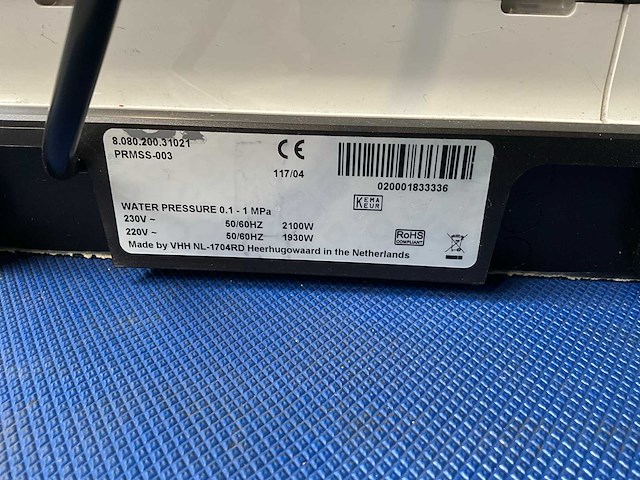 8.080.200.31021
PRMSS-003
CE
117/04
020001833336
KEMA
KEUR
WATER PRESSURE 0.1 - 1 MPa
230V ~ 50/60HZ 2100W
220V ~ 50/60HZ 1930W
RoHS
COMPLIANT
Made by VHH NL-1704RD Heerhugowaard in the Netherlands